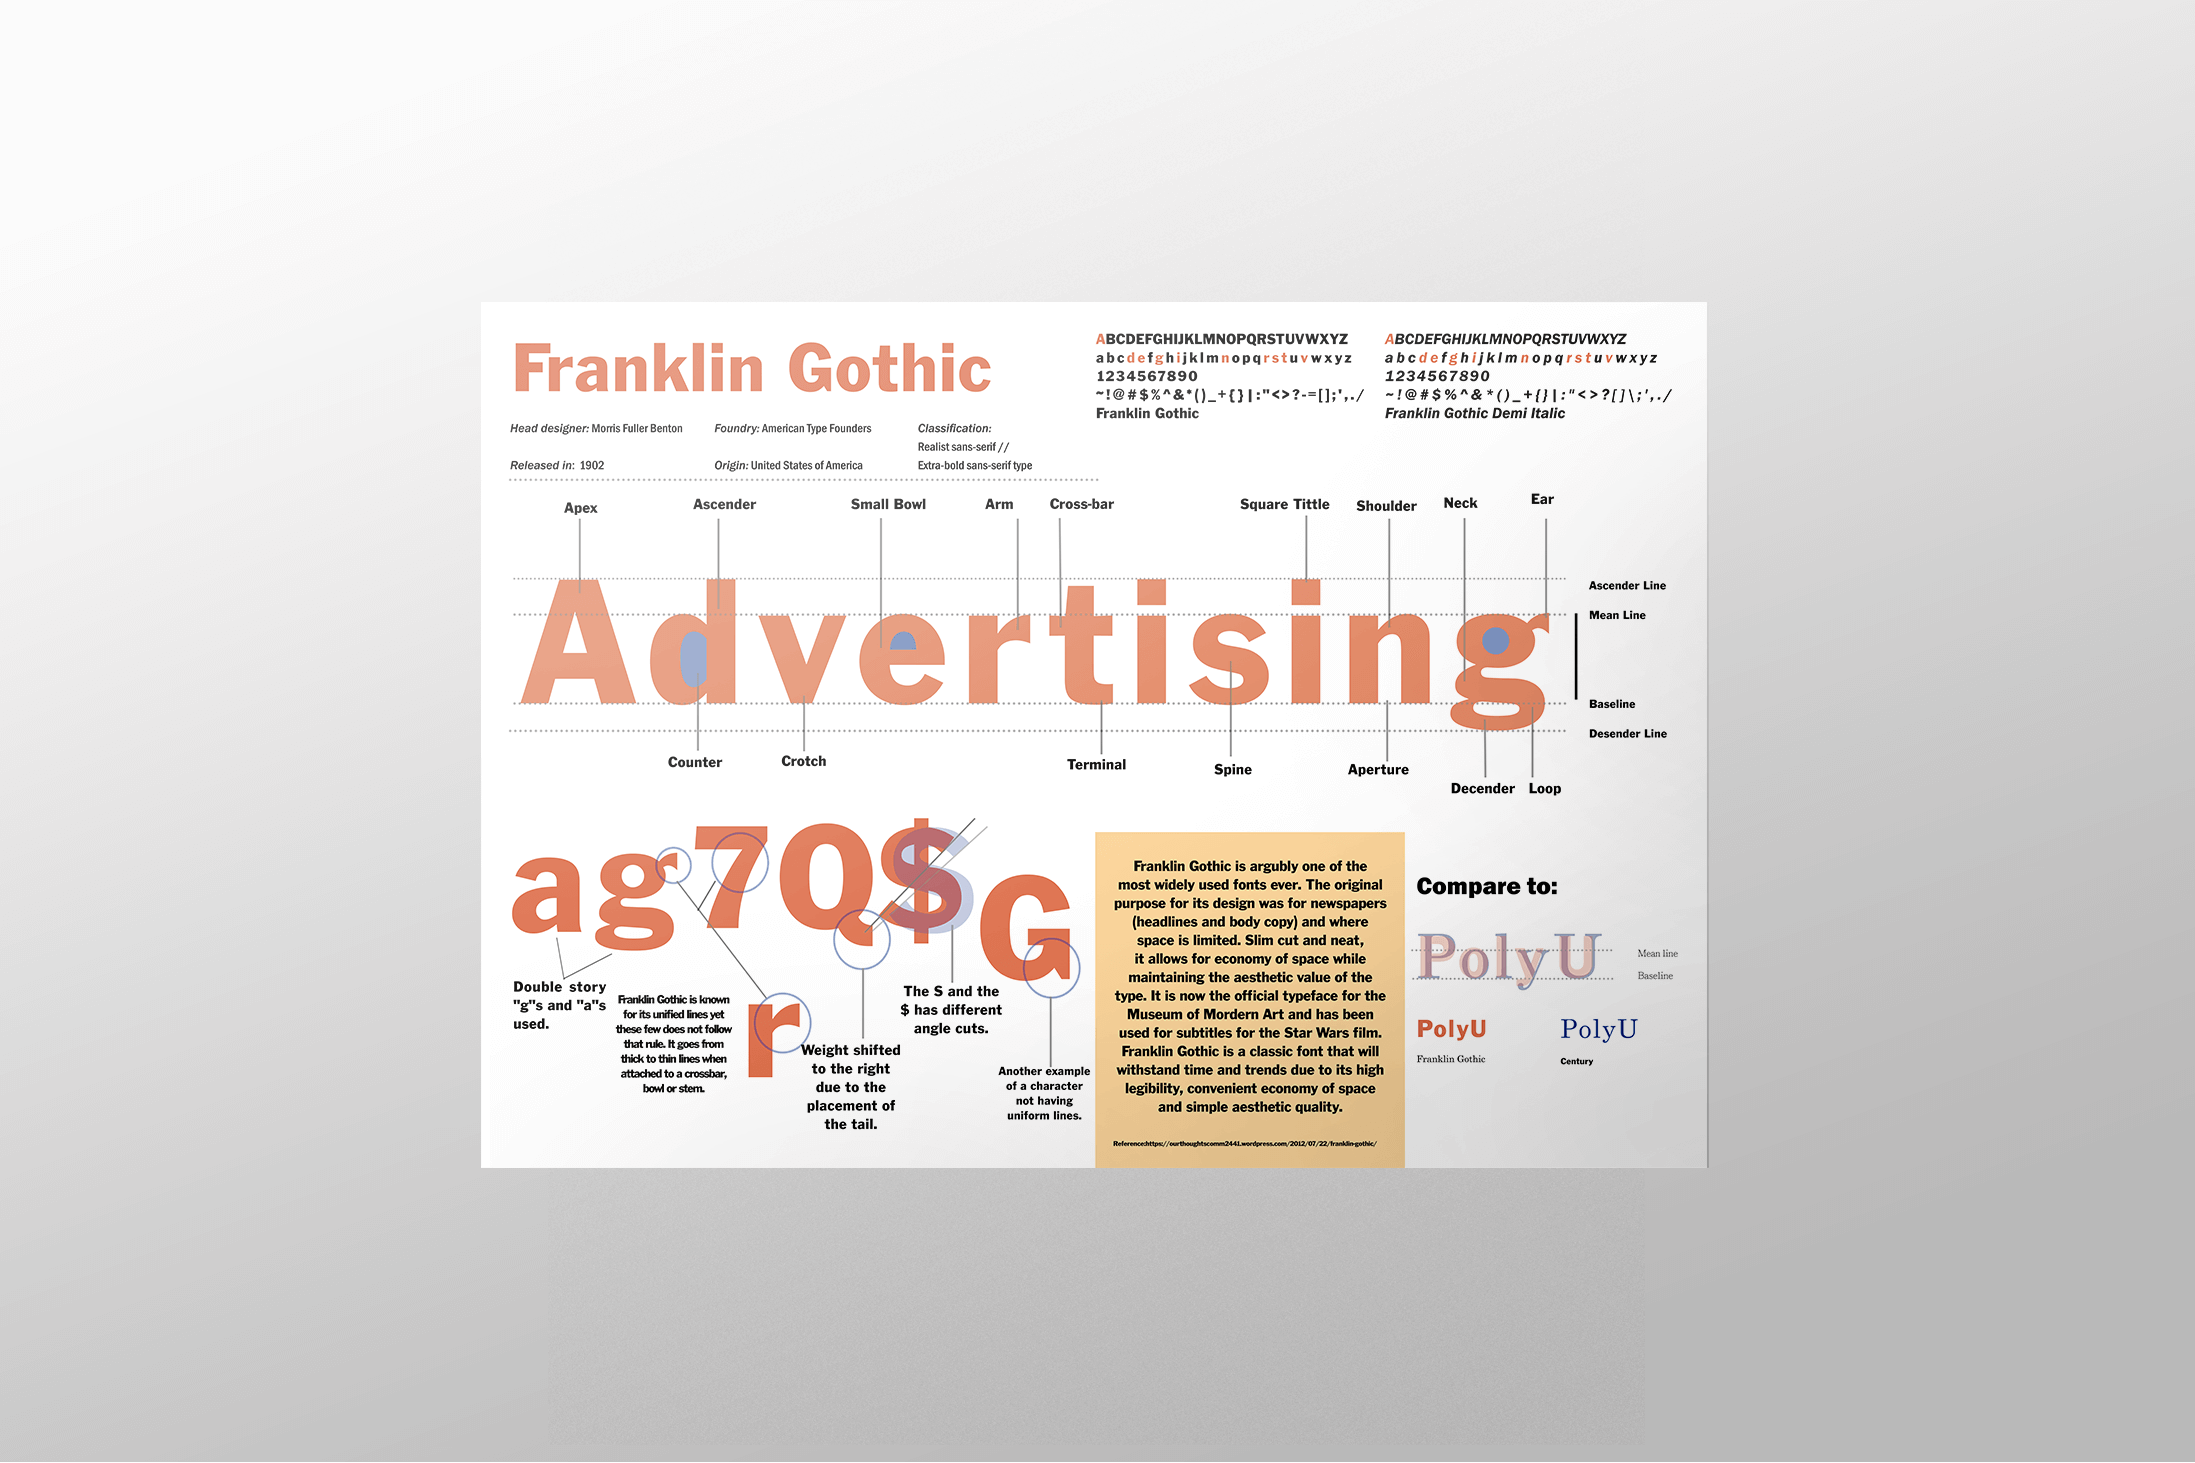 Franklin Gothic
Head designer: Morris Fuller Benton
Foundry: American Type Founders
Classification:
Realist sans-serif //
Released in: 1902
Origin: United States of America
Extra-bold sans-serif type
ABCDEFGHIJKLMNOPQRSTUVWXYZ
abcdefghijklmnopqrstuvwxyz
1234567890
~!@#$%^&*()_+{}|:"<>?-=[];',./
Franklin Gothic
ABCDEFGHIJKLMNOPQRSTUVWXYZ
abcdefghijklmnopqrstuvwxyz
1234567890
~!@#$%^&*()_+{}|:"<>?[]\;',./
Franklin Gothic Demi Italic
Apex
Ascender
Small Bowl
Arm
Cross-bar
Square Tittle
Shoulder
Neck
Ear
Advertising
Ascender Line
Mean Line
Baseline
Desender Line
Counter
Crotch
Terminal
Spine
Aperture
Decender
Loop
ag7Q$
G
r
Double story
"g"s and "a"s
used.
Franklin Gothic is known
for its unified lines yet
these few does not follow
that rule. It goes from
thick to thin lines when
attached to a crossbar,
bowl or stem.
Weight shifted
to the right
due to the
placement of
the tail.
The S and the
$ has different
angle cuts.
Another example
of a character
not having
uniform lines.
Franklin Gothic is argubly one of the
most widely used fonts ever. The original
purpose for its design was for newspapers
(headlines and body copy) and where
space is limited. Slim cut and neat,
it allows for economy of space while
maintaining the aesthetic value of the
type. It is now the official typeface for the
Museum of Mordern Art and has been
used for subtitles for the Star Wars film.
Franklin Gothic is a classic font that will
withstand time and trends due to its high
legibility, convenient economy of space
and simple aesthetic quality.
Reference:https://ourthoughtscomm2441.wordpress.com/2012/07/22/franklin-gothic/
Compare to:
PolyU
Mean line
Baseline
PolyU
Franklin Gothic
PolyU
Century